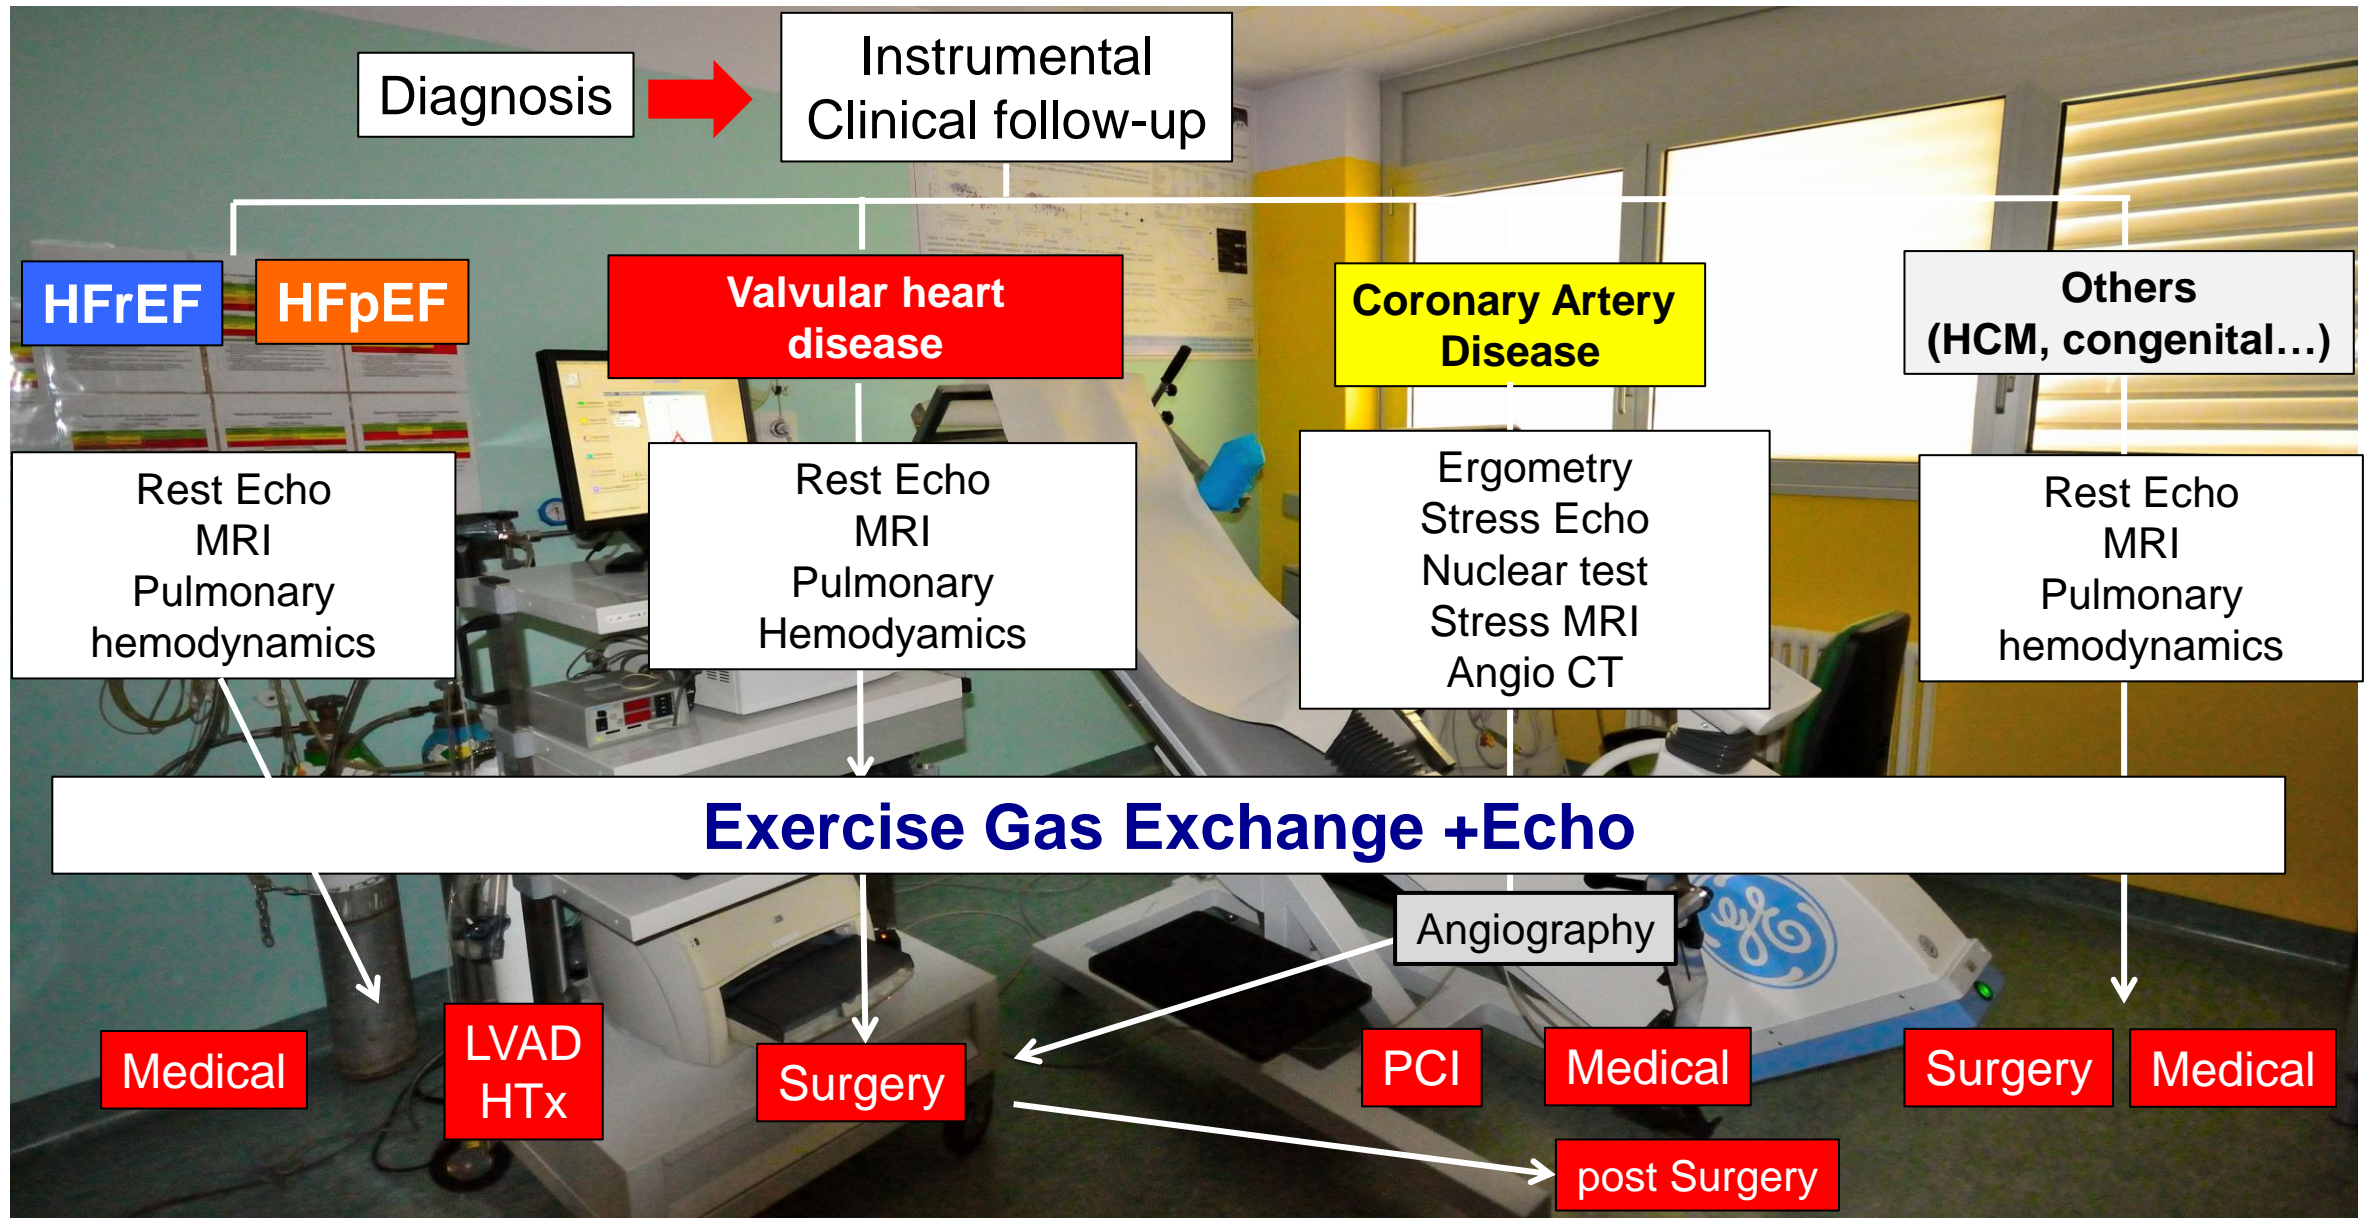 Diagnosis
Instrumental
Clinical follow-up
HFrEF
HFpEF
Valvular heart
disease
Coronary Artery
Disease
Others
(HCM, congenital...)
Rest Echo
MRI
Pulmonary
hemodynamics
Rest Echo
MRI
Pulmonary
Hemodyamics
Ergometry
Stress Echo
Nuclear test
Stress MRI
Angio CT
Rest Echo
MRI
Pulmonary
hemodynamics
Exercise Gas Exchange +Echo
Angiography
Medical
LVAD
HTx
Surgery
PCI
Medical
Surgery
Medical
post Surgery